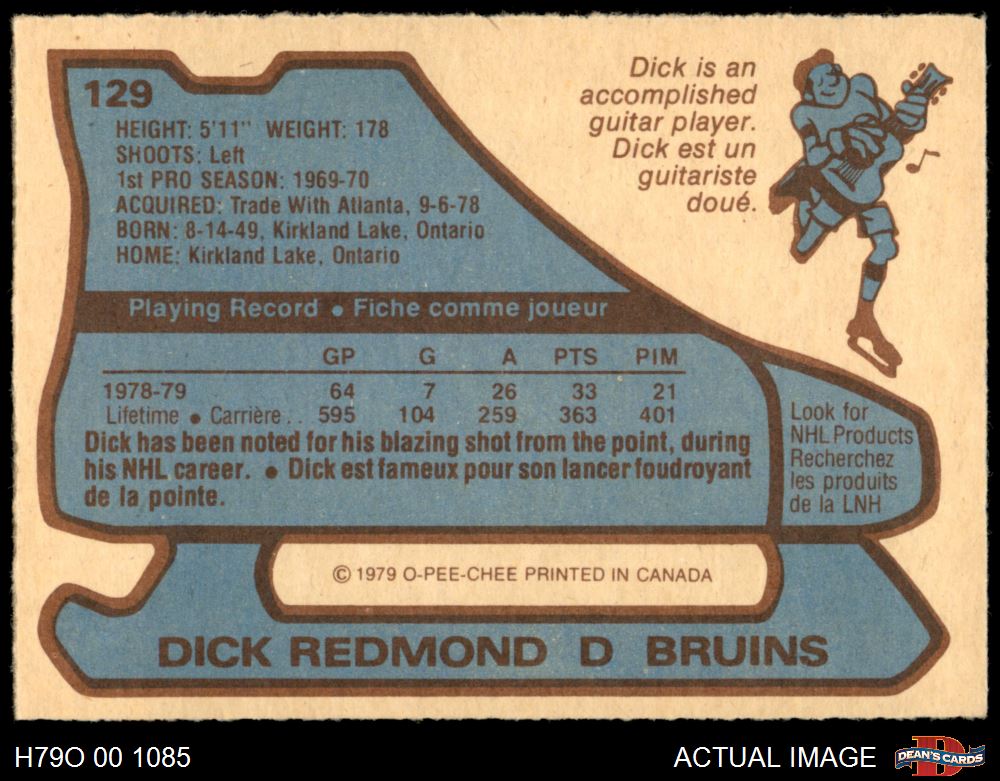 129
HEIGHT: 5'11" WEIGHT: 178
SHOOTS: Left
1st PRO SEASON: 1969-70
ACQUIRED: Trade With Atlanta, 9-6-78
BORN: 8-14-49, Kirkland Lake, Ontario
HOME: Kirkland Lake, Ontario
Dick is an
accomplished
guitar player.
Dick est un
guitariste
doué.
Playing Record • Fiche comme joueur
GP G A PTS PIM
1978-79 64 7 26 33 21
Lifetime • Carrière.. 595 104 259 363 401
Dick has been noted for his blazing shot from the point, during
his NHL career. • Dick est fameux pour son lancer foudroyant
de la pointe.
Look for
NHL Products
Recherchez
les produits
de la LNH
© 1979 O-PEE-CHEE PRINTED IN CANADA
DICK REDMOND D BRUINS
H79O 00 1085
ACTUAL IMAGE
D
DEAN'S CARDS